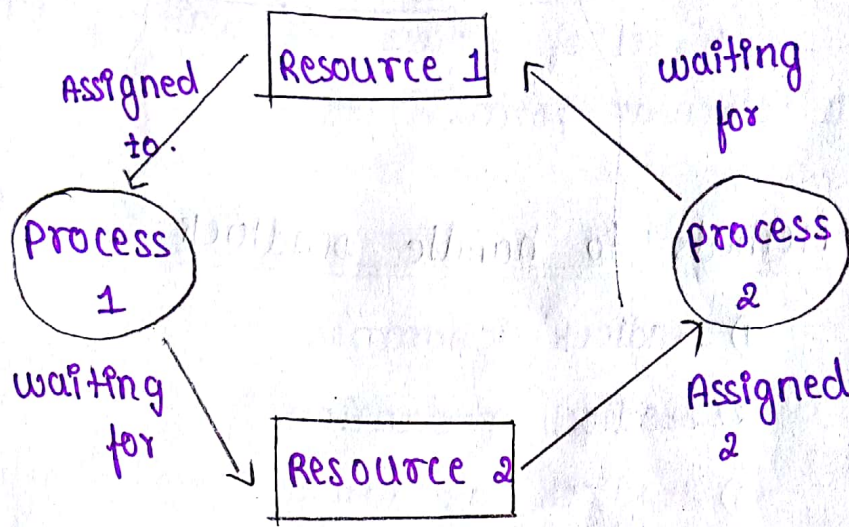 Resource 1
Assigned
to.
waiting
for
Process
1
process
2
waiting
for
Assigned
2
Resource 2